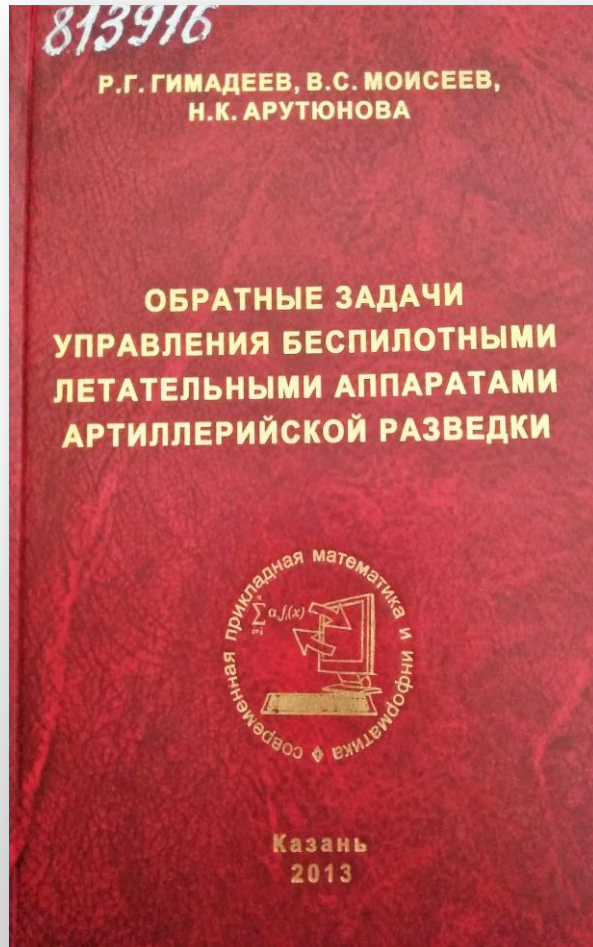 813916
Р.Г. ГИМАДЕЕВ, В.С. МОИСЕЕВ,
Н.К. АРУТЮНОВА
ОБРАТНЫЕ ЗАДАЧИ
УПРАВЛЕНИЯ БЕСПИЛОТНЫМИ
ЛЕТАТЕЛЬНЫМИ АППАРАТАМИ
АРТИЛЛЕРИЙСКОЙ РАЗВЕДКИ
современная прикладная математика и информатика
Казань
2013